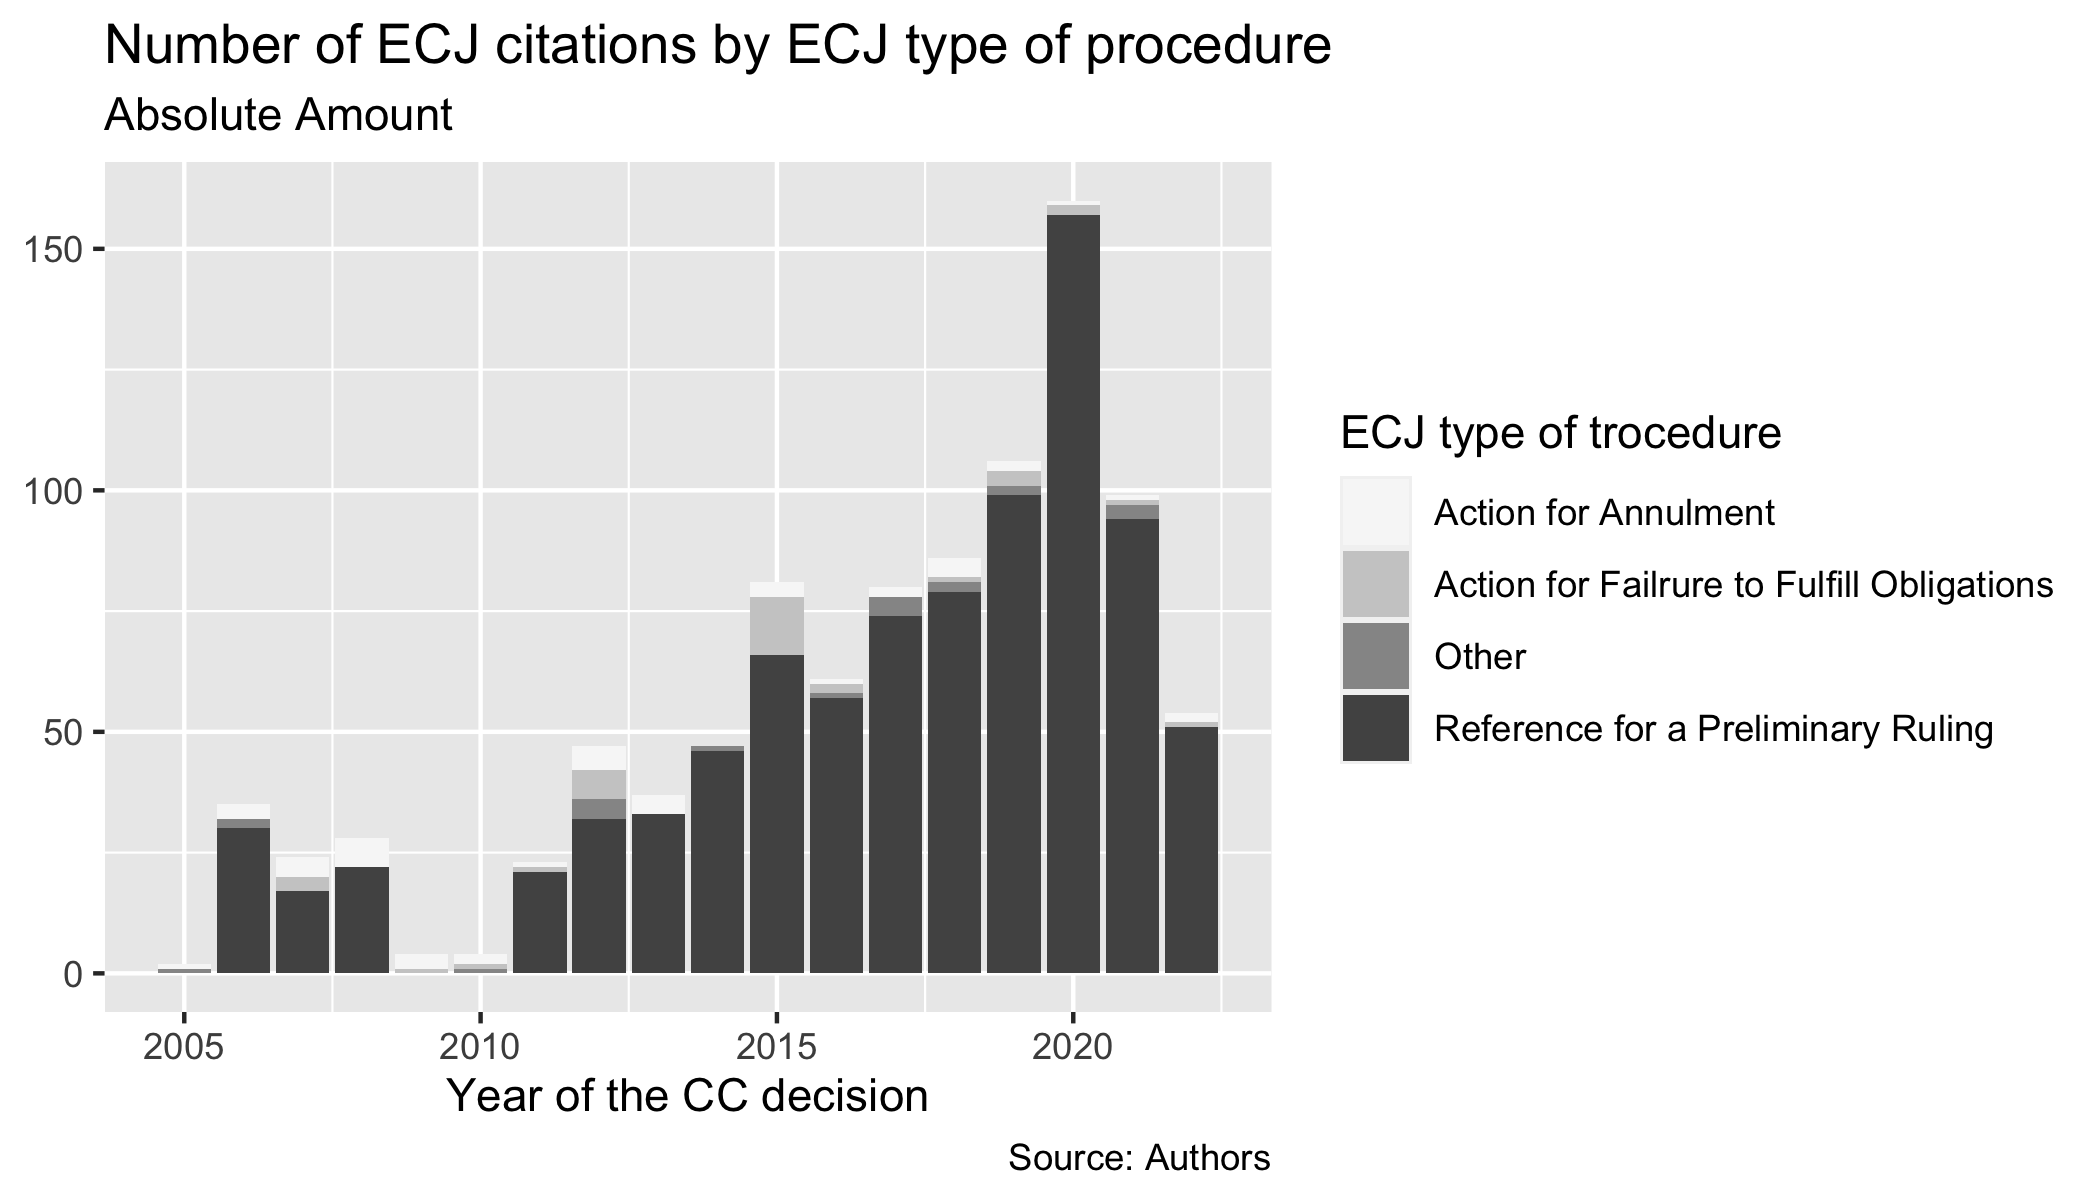 Number of ECJ citations by ECJ type of procedure
Absolute Amount
150
100
50
0
2005 2010 2015 2020
Year of the CC decision
Source: Authors
ECJ type of trocedure
Action for Annulment
Action for Failrure to Fulfill Obligations
Other
Reference for a Preliminary Ruling